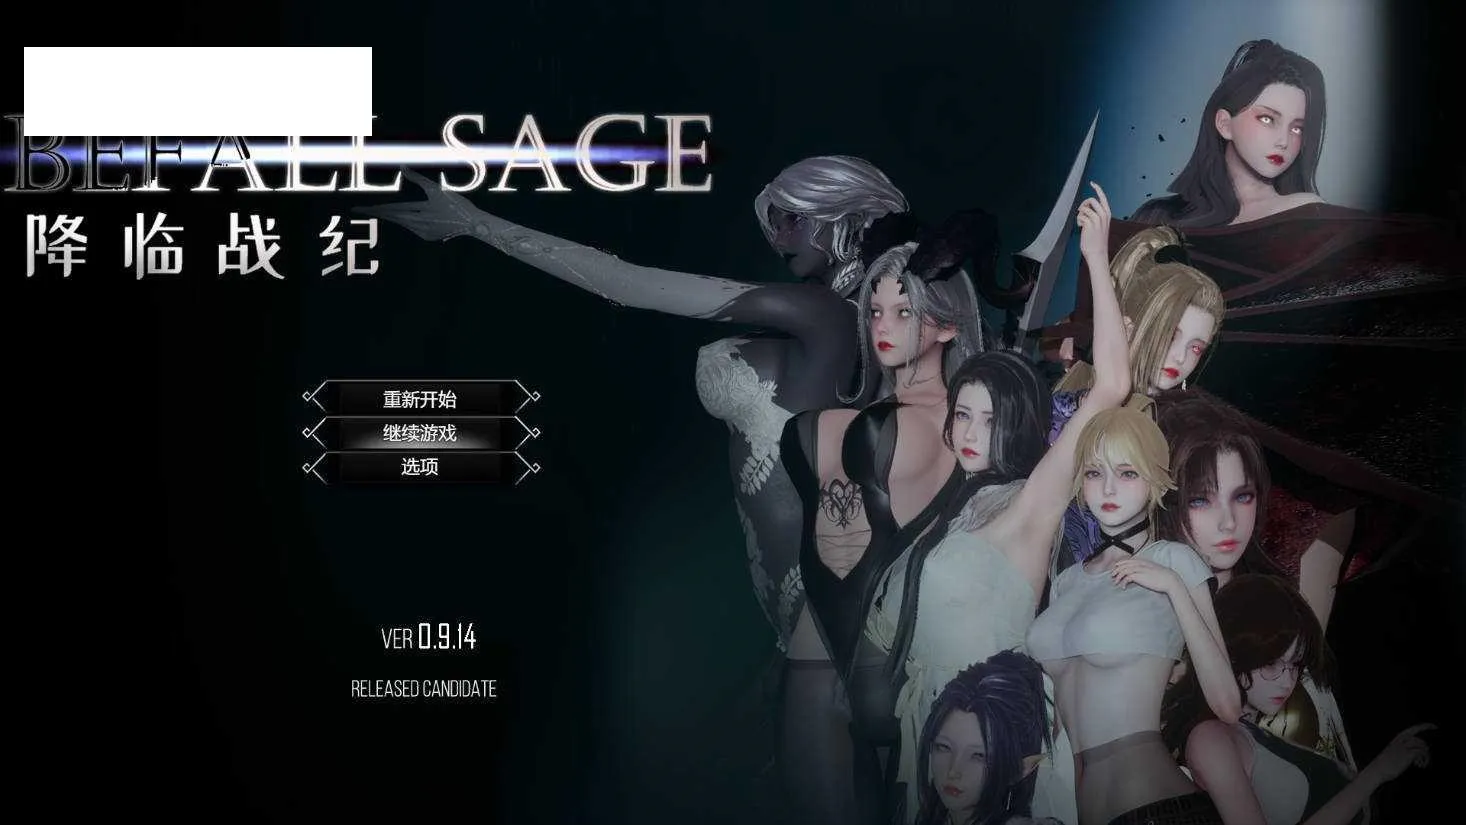 BEFALL SAGE
降临战纪
重新开始
继续游戏
选项
VER 0.9.14
RELEASED CANDIDATE